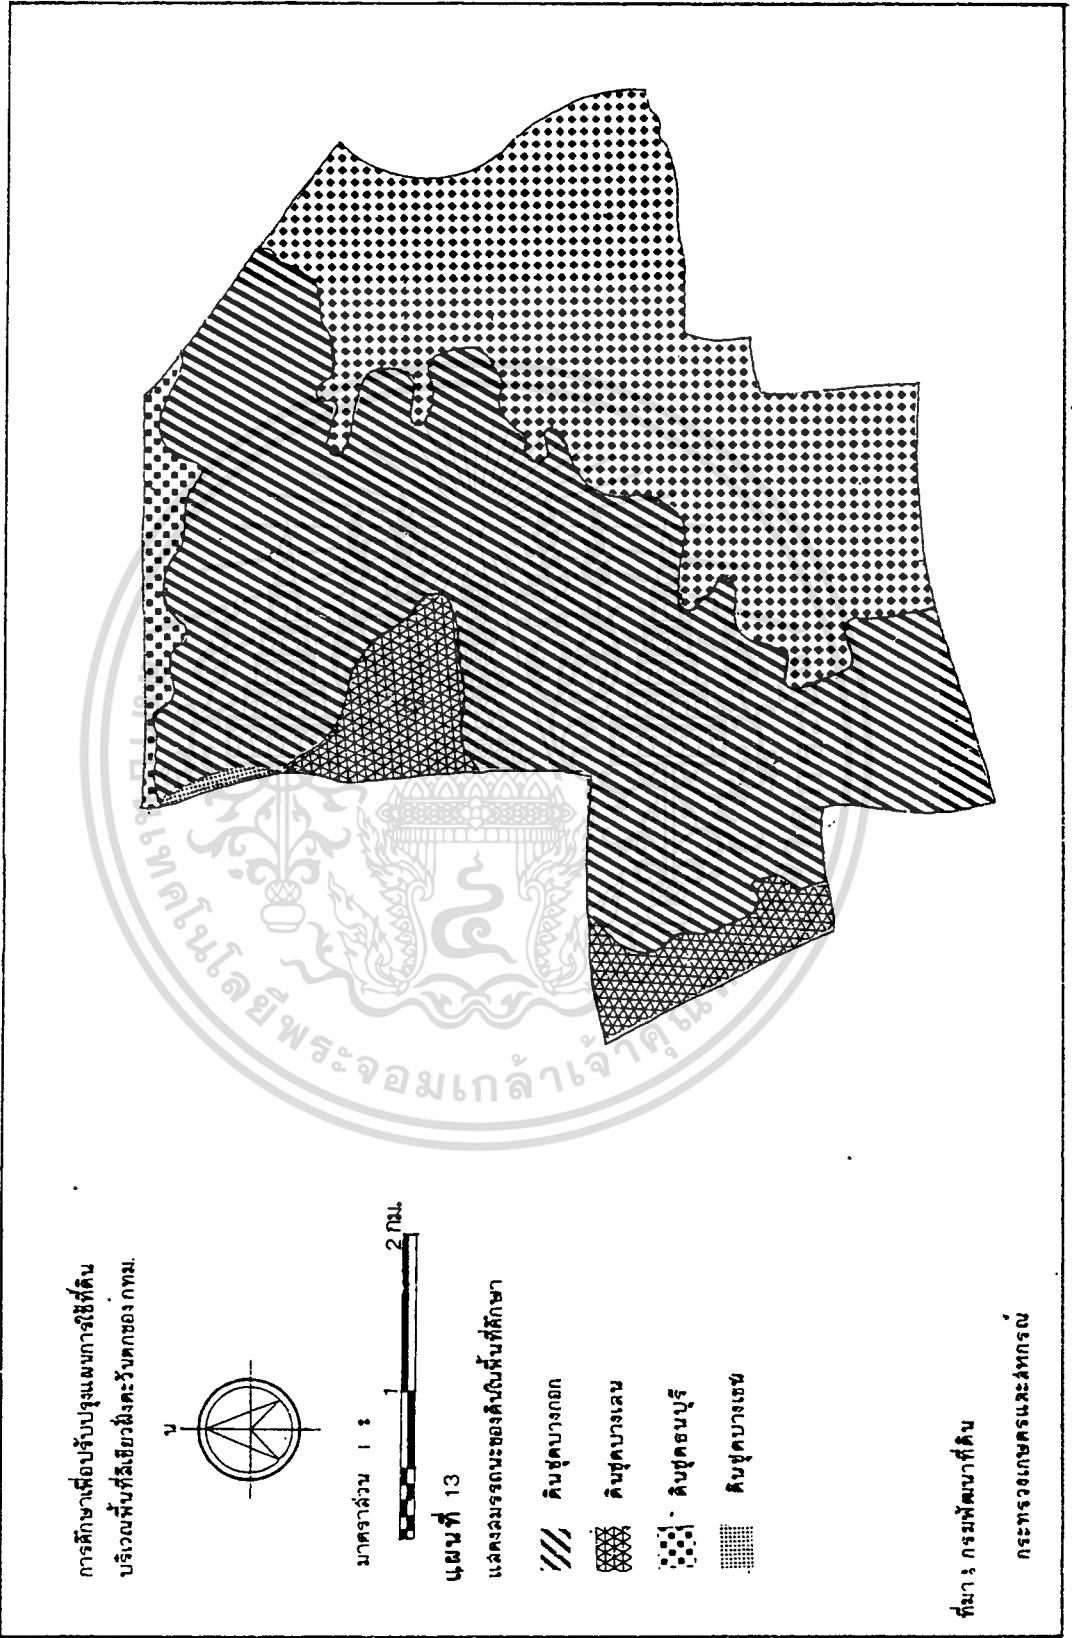 การศึกษาเพื่อปรับปรุงแผนการใช้ที่ดิน
บริเวณพื้นที่สีเขียวฝั่งตะวันตกของ กทม.
น
มาตราส่วน 1 :
1
2 กม.
แผนที่ 13
แสดงสมรรถนะของดินในพื้นที่ศึกษา
ดินชุดบางกอก
ดินชุดบางเลน
ดินชุดธนบุรี
ดินชุดบางเขน
ที่มา : กรมพัฒนาที่ดิน
กระทรวงเกษตรและสหกรณ์
เทคโนโลยีพระจอมเกล้าเจ้าคุณ